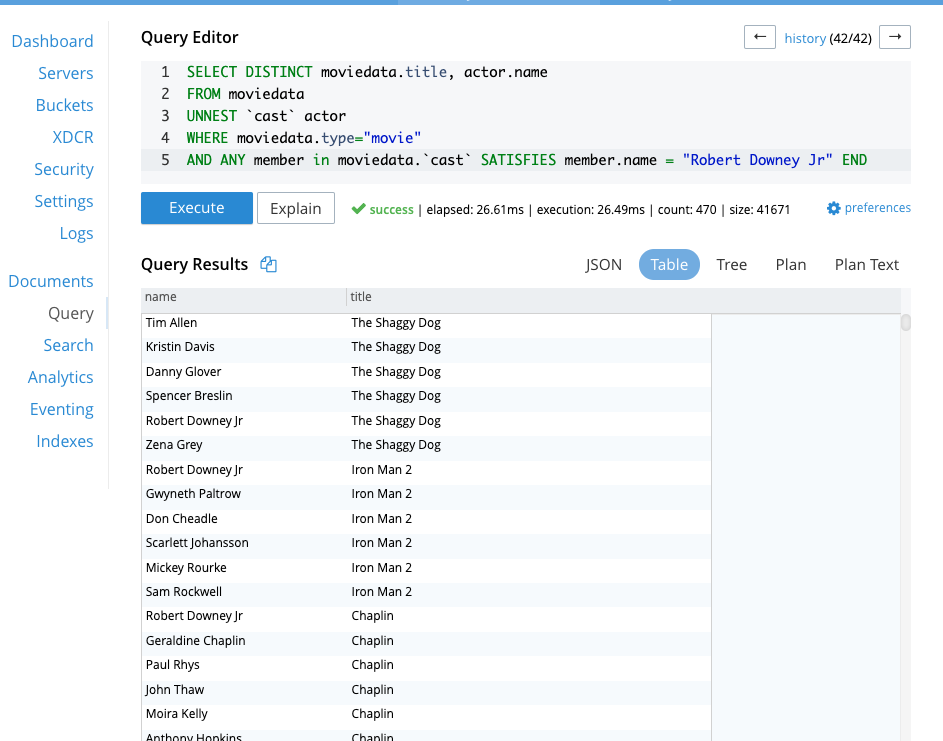 Dashboard
Servers
Buckets
XDCR
Security
Settings
Logs
Documents
Query
Search
Analytics
Eventing
Indexes
Query Editor
← history (42/42) →
1 SELECT DISTINCT moviedata.title, actor.name
2 FROM moviedata
3 UNNEST `cast` actor
4 WHERE moviedata.type="movie"
5 AND ANY member in moviedata.`cast` SATISFIES member.name = "Robert Downey Jr" END
Execute Explain success | elapsed: 26.61ms | execution: 26.49ms | count: 470 | size: 41671 preferences
Query Results JSON Table Tree Plan Plan Text
name title
Tim Allen The Shaggy Dog
Kristin Davis The Shaggy Dog
Danny Glover The Shaggy Dog
Spencer Breslin The Shaggy Dog
Robert Downey Jr The Shaggy Dog
Zena Grey The Shaggy Dog
Robert Downey Jr Iron Man 2
Gwyneth Paltrow Iron Man 2
Don Cheadle Iron Man 2
Scarlett Johansson Iron Man 2
Mickey Rourke Iron Man 2
Sam Rockwell Iron Man 2
Robert Downey Jr Chaplin
Geraldine Chaplin Chaplin
Paul Rhys Chaplin
John Thaw Chaplin
Moira Kelly Chaplin
Anthony Hopkins Chaplin